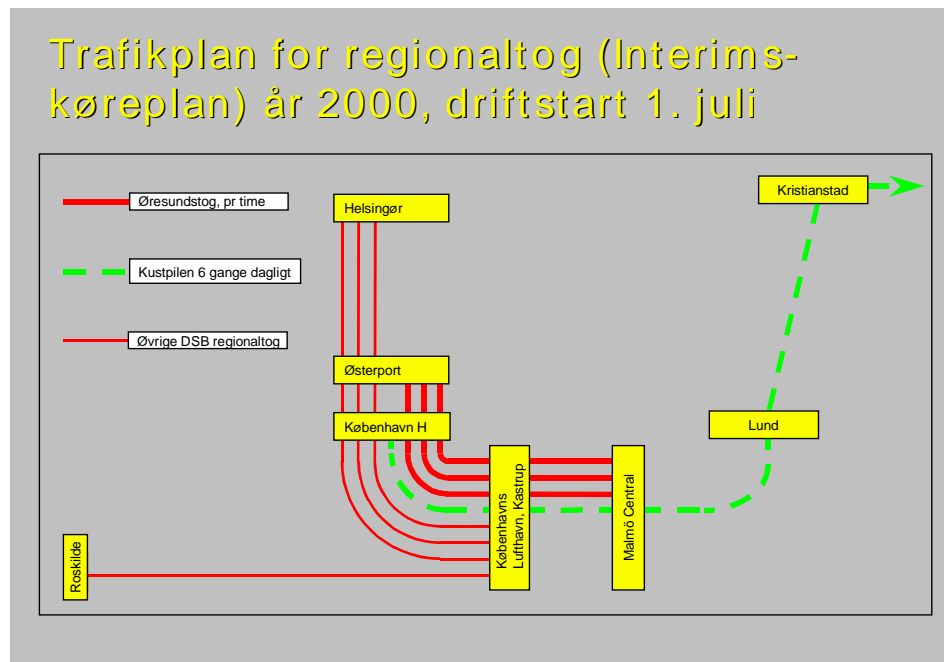 Trafikplan for regionaltog (Interims-
køreplan) år 2000, driftstart 1. juli
Øresundstog, pr time
Kustpilen 6 gange dagligt
Øvrige DSB regionaltog
Helsingør
Østerport
København H
Københavns
Lufthavn, Kastrup
Malmö Central
Lund
Kristianstad
Roskilde